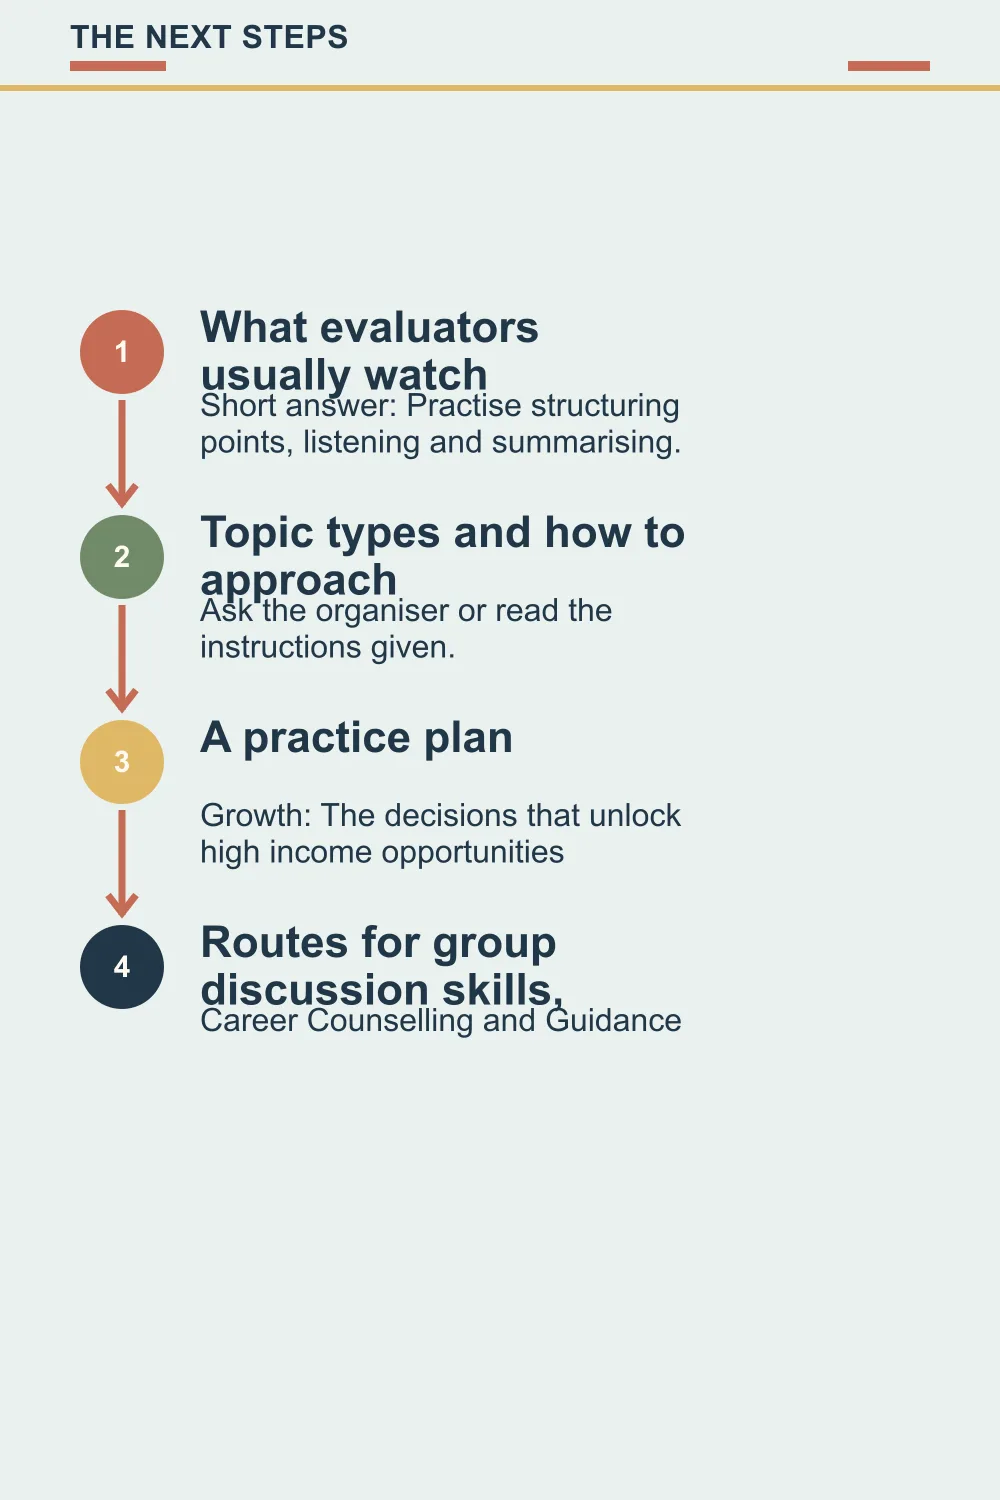 THE NEXT STEPS
1
What evaluators
usually watch
Short answer: Practise structuring
points, listening and summarising.
2
Topic types and how to
approach
Ask the organiser or read the
instructions given.
3
A practice plan
Growth: The decisions that unlock
high income opportunities
4
Routes for group
discussion skills,
Career Counselling and Guidance